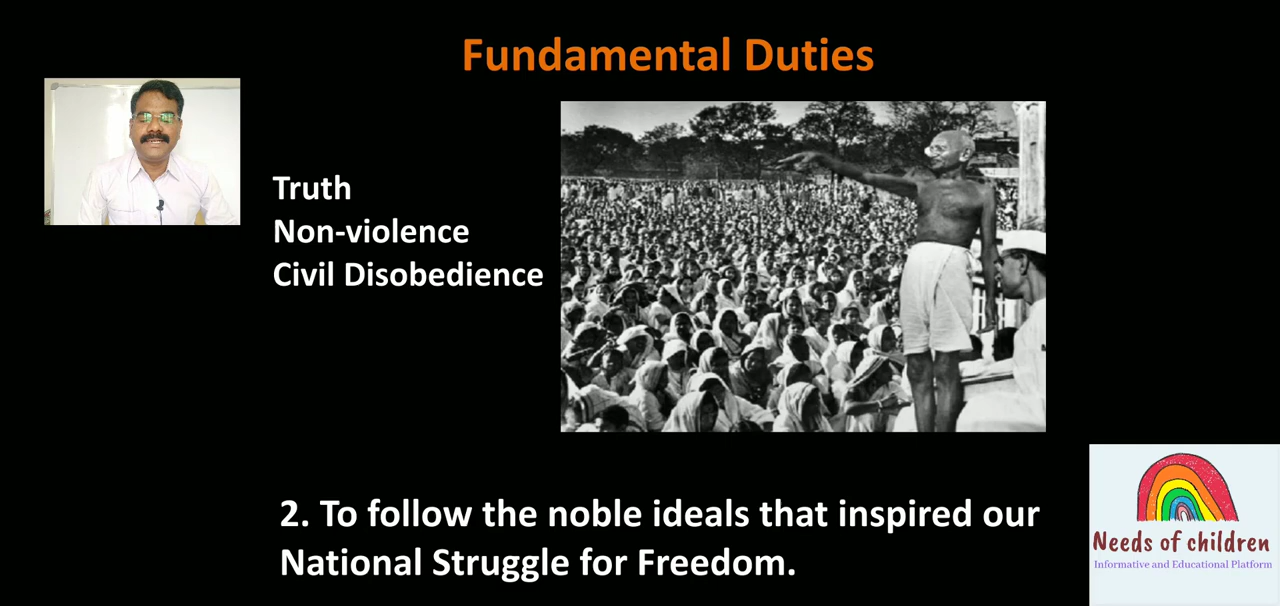 Fundamental Duties
Truth
Non-violence
Civil Disobedience
2. To follow the noble ideals that inspired our
National Struggle for Freedom.
Needs of children
Informative and Educational Platform